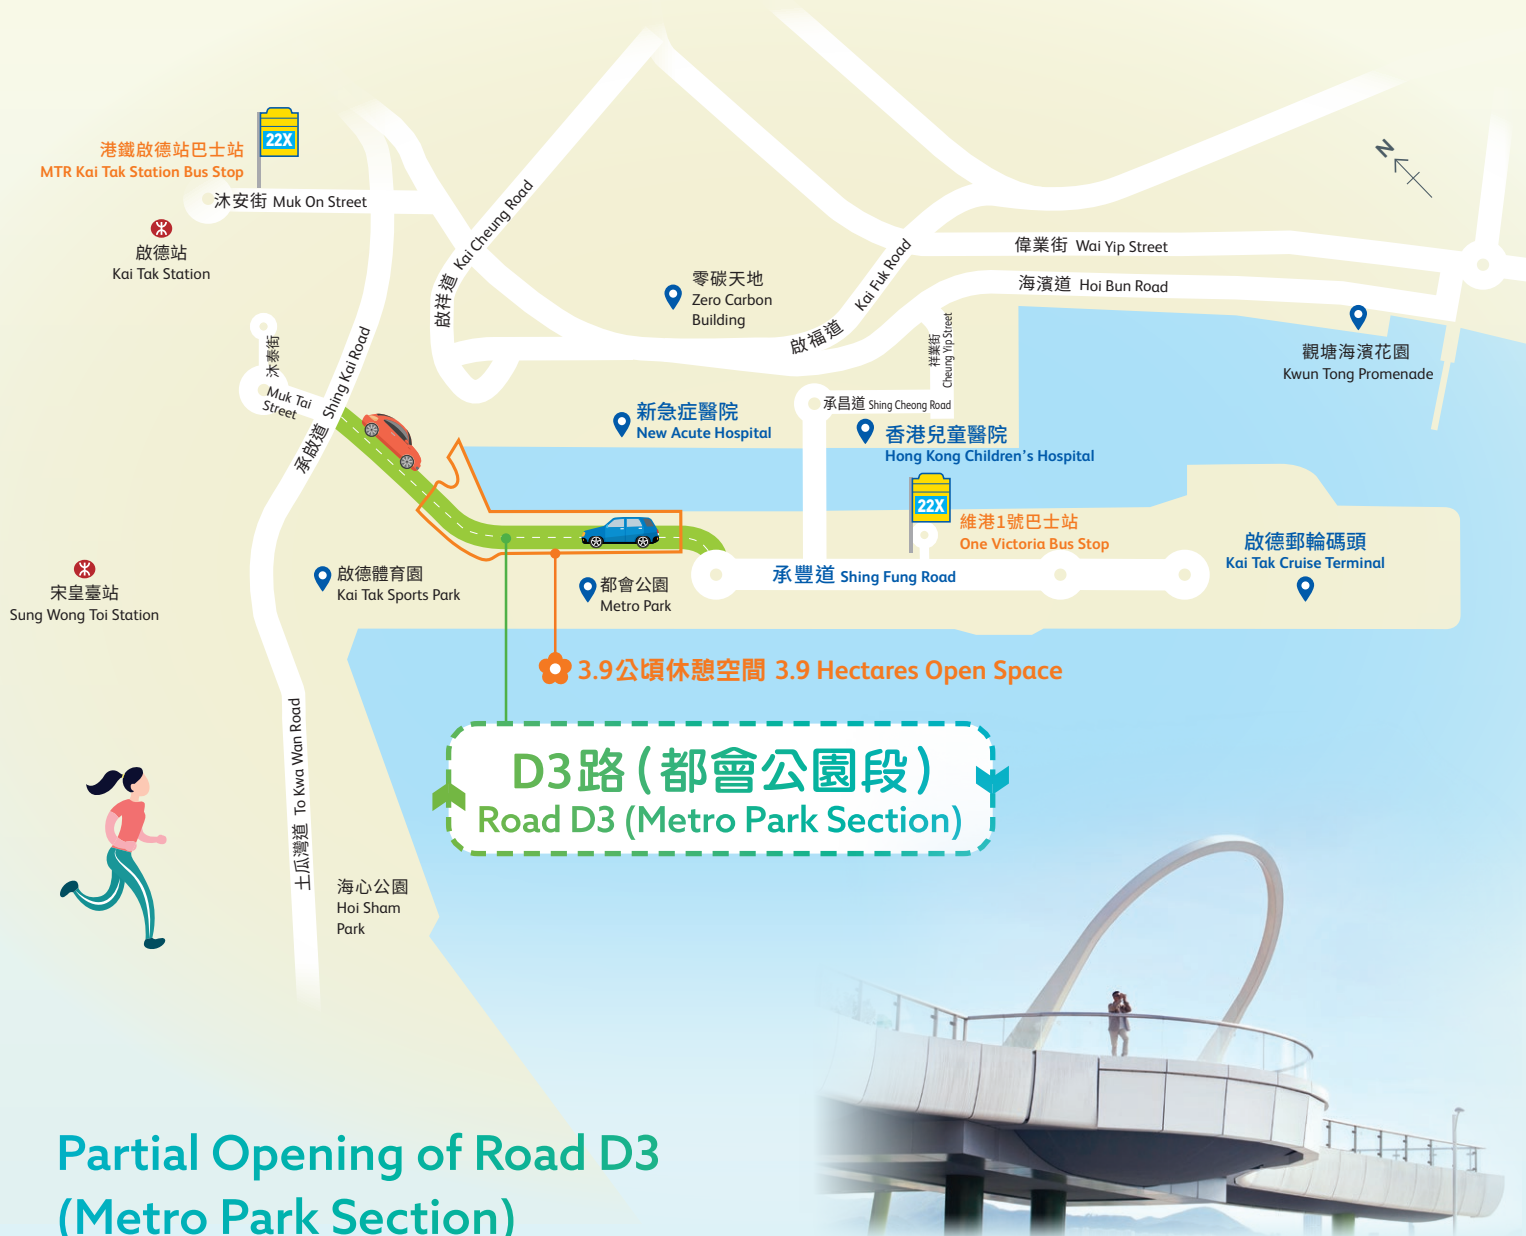 22X
港鐵啟德站巴士站
MTR Kai Tak Station Bus Stop
沐安街 Muk On Street
啟德站
Kai Tak Station
啟祥道 Kai Cheung Road
零碳天地
Zero Carbon
Building
啟福道 Kai Fuk Road
偉業街 Wai Yip Street
海濱道 Hoi Bun Road
N
祥業街
Cheung Yip Street
觀塘海濱花園
Kwun Tong Promenade
沐泰街
Muk Tai
Street
承啟道 Shing Kai Road
新急症醫院
New Acute Hospital
承昌道 Shing Cheong Road
香港兒童醫院
Hong Kong Children's Hospital
22X
維港1號巴士站
One Victoria Bus Stop
啟德郵輪碼頭
Kai Tak Cruise Terminal
宋皇臺站
Sung Wong Toi Station
啟德體育園
Kai Tak Sports Park
都會公園
Metro Park
承豐道 Shing Fung Road
3.9公頃休憩空間 3.9 Hectares Open Space
土瓜灣道 To Kwa Wan Road
D3路(都會公園段)
Road D3 (Metro Park Section)
海心公園
Hoi Sham
Park
Partial Opening of Road D3
(Metro Park Section)